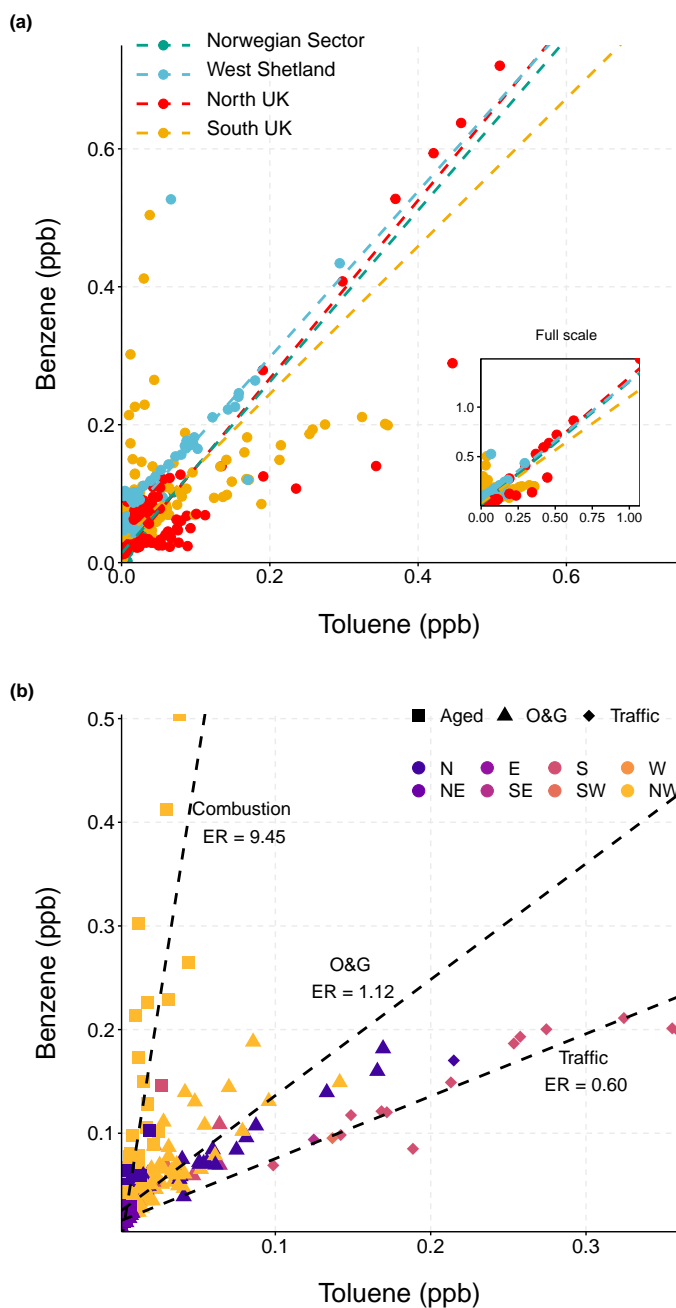 (a)
Norwegian Sector
West Shetland
North UK
South UK
0.6
0.4
0.2
0.0
Benzene (ppb)
Full scale
1.0
0.5
0.00 0.25 0.50 0.75 1.00
0.0 0.2 0.4 0.6
Toluene (ppb)
(b)
Aged O&G Traffic
N E S W
NE SE SW NW
0.5
0.4
0.3
0.2
0.1
Benzene (ppb)
Combustion
ER = 9.45
O&G
ER = 1.12
Traffic
ER = 0.60
0.1 0.2 0.3
Toluene (ppb)